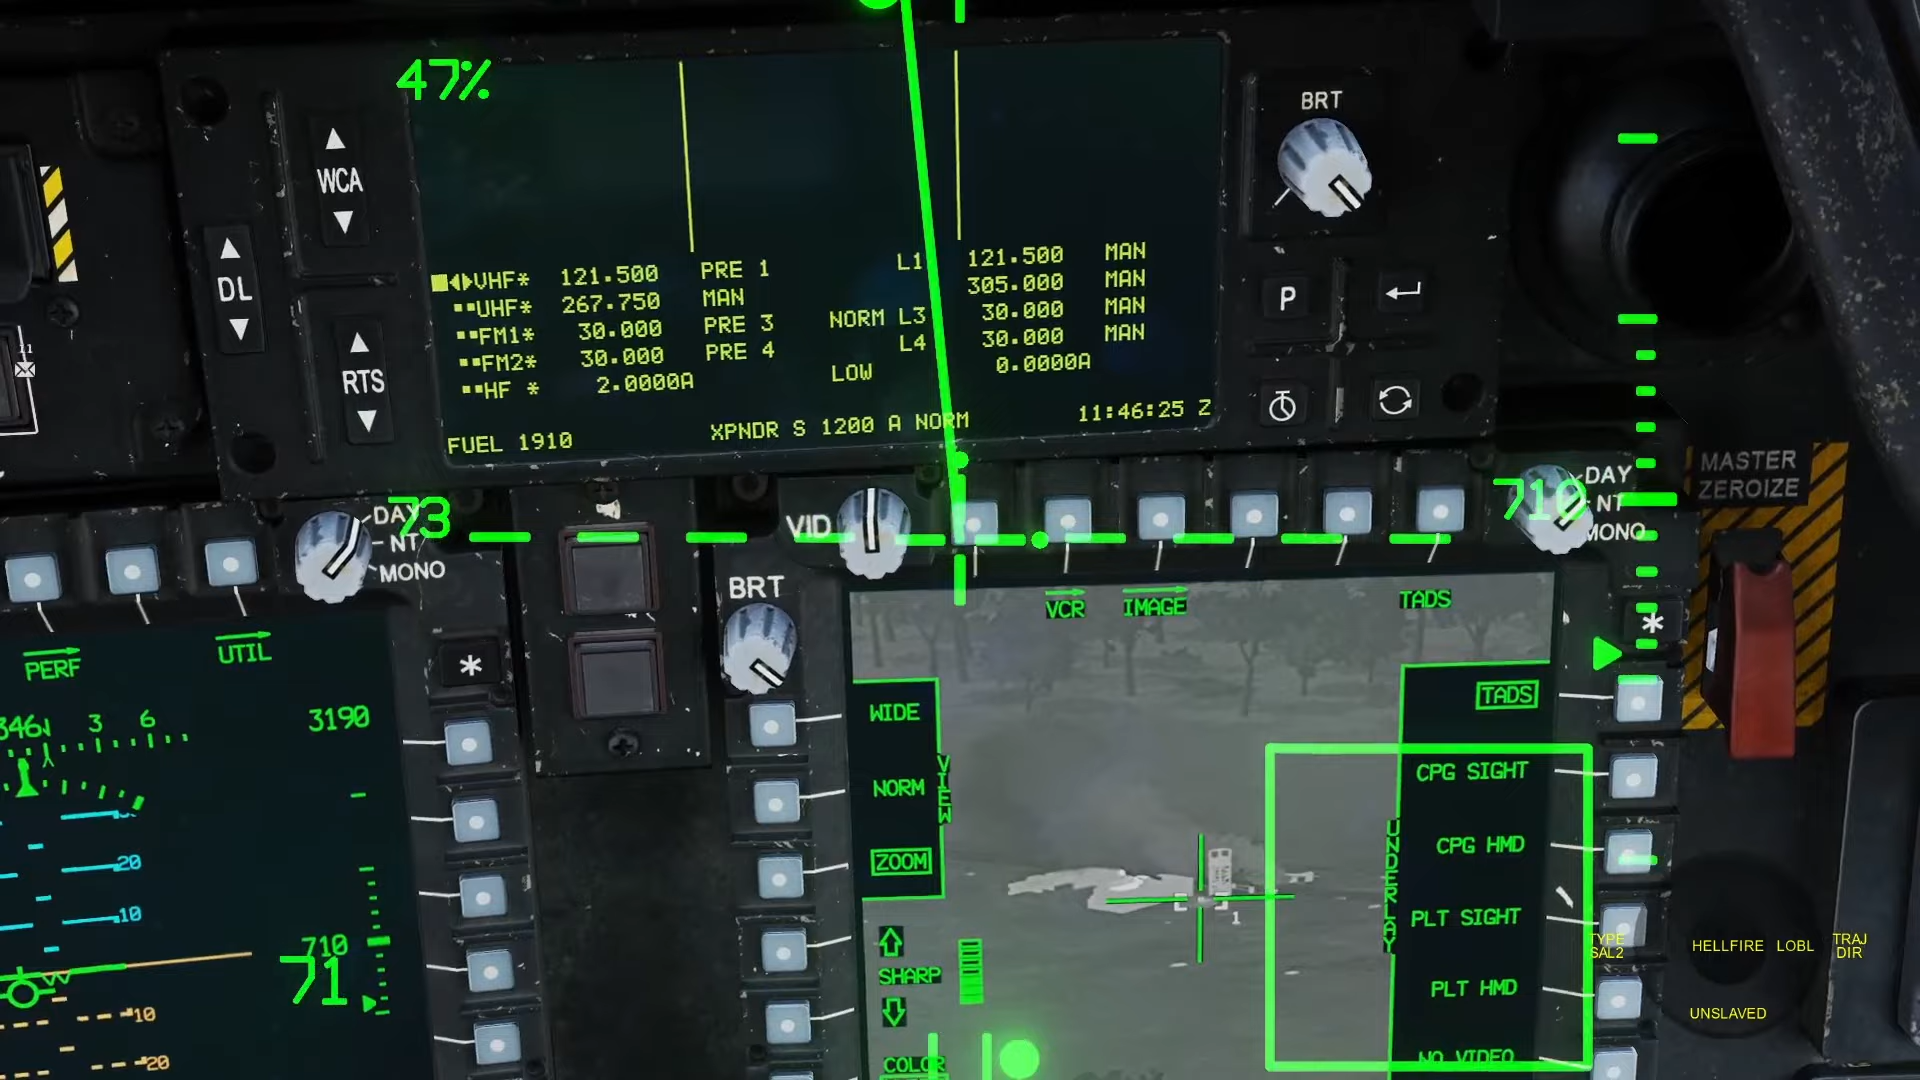 47%
BRT
WCA
DL
RTS
VHF* 121.500 PRE 1 L1 121.500 MAN
UHF* 267.750 MAN 305.000 MAN
FM1* 30.000 PRE 3 NORM L3 30.000 MAN
FM2* 30.000 PRE 4 L4 30.000 MAN
HF * 2.0000A LOW 0.0000A
FUEL 1910 XPNDR S 1200 A NORM 11:46:25 Z
P
11
MASTER
ZEROIZE
DAY
NT
MONO
73
VID
710
DAY
NT
MONO
BRT
*
*
PERF
UTIL
346
3
6
3190
20
10
710
71
10
20
VCR
IMAGE
TADS
WIDE
NORM
ZOOM
VIEW
SHARP
COLOR
TADS
CPG SIGHT
CPG HMD
PLT SIGHT
PLT HMD
NO VIDEO
UNDERLAY
1
TYPE
SAL2
HELLFIRE LOBL
TRAJ
DIR
UNSLAVED